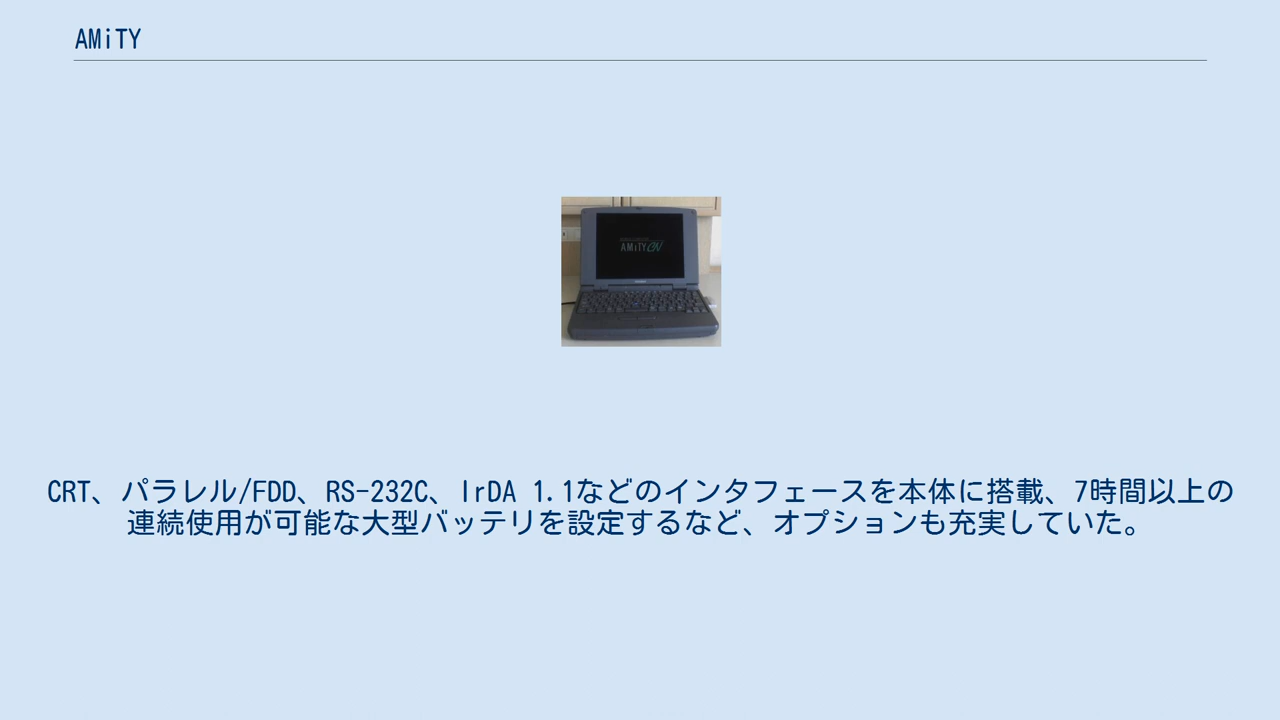 AMiTY
AMiTY CN
CRT、パラレル/FDD、RS-232C、IrDA 1.1などのインタフェースを本体に搭載、7時間以上の
連続使用が可能な大型バッテリを設定するなど、オプションも充実していた。